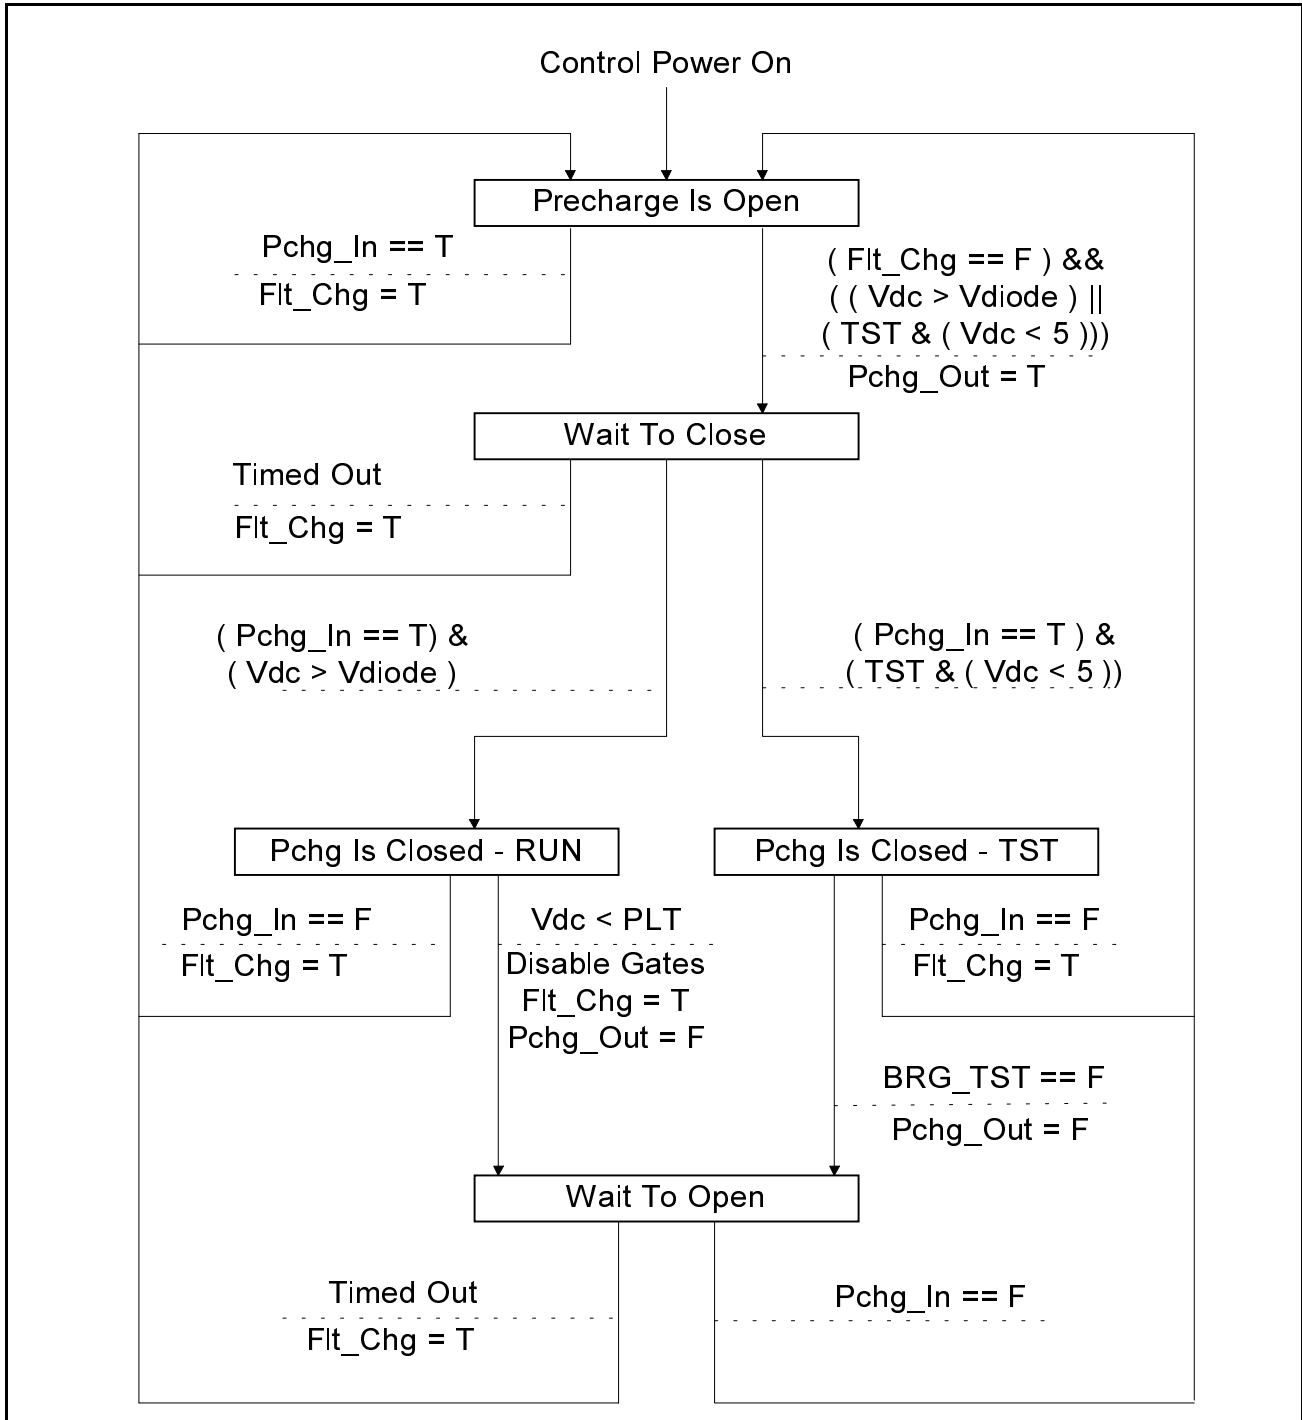 Control Power On
Precharge Is Open
Pchg_In == T
Flt_Chg = T
( Flt_Chg == F ) &&
( ( Vdc > Vdiode ) ||
( TST & ( Vdc < 5 )))
Pchg_Out = T
Wait To Close
Timed Out
Flt_Chg = T
( Pchg_In == T) &
( Vdc > Vdiode )
( Pchg_In == T ) &
( TST & ( Vdc < 5 ))
Pchg Is Closed - RUN
Pchg Is Closed - TST
Pchg_In == F
Flt_Chg = T
Vdc < PLT
Disable Gates
Flt_Chg = T
Pchg_Out = F
Pchg_In == F
Flt_Chg = T
BRG_TST == F
Pchg_Out = F
Wait To Open
Timed Out
Flt_Chg = T
Pchg_In == F